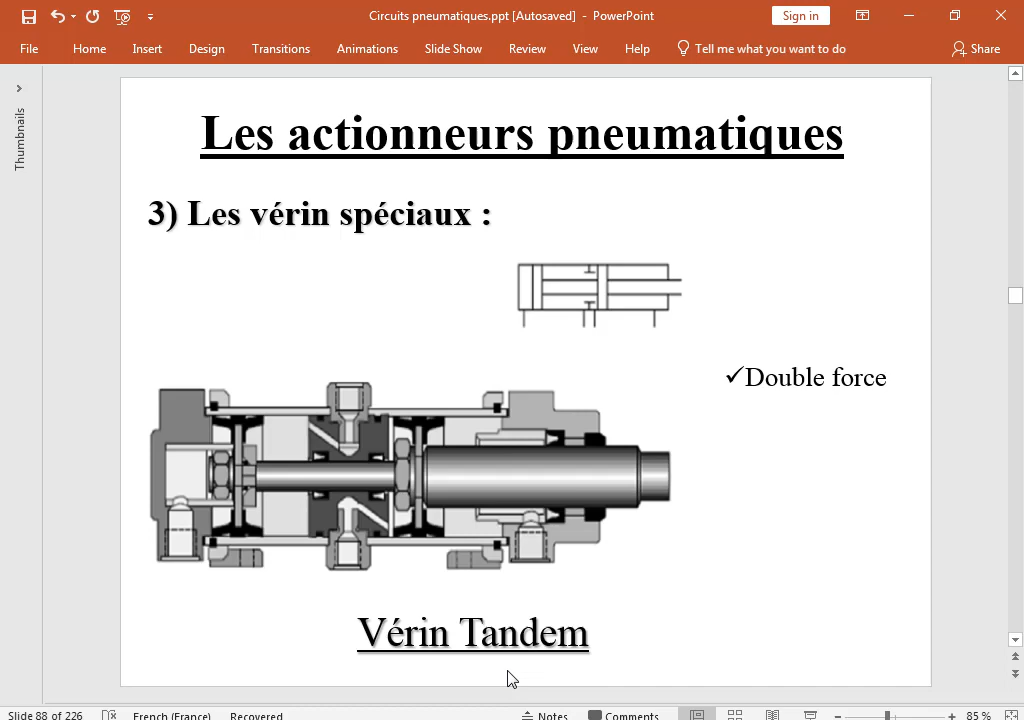 Circuits pneumatiques.ppt [Autosaved] - PowerPoint
Sign in
File Home Insert Design Transitions Animations Slide Show Review View Help Tell me what you want to do Share
Thumbnails
Les actionneurs pneumatiques
3) Les vérin spéciaux :
✓Double force
Vérin Tandem
Slide 88 of 226 French (France) Recovered Notes Comments 85 %